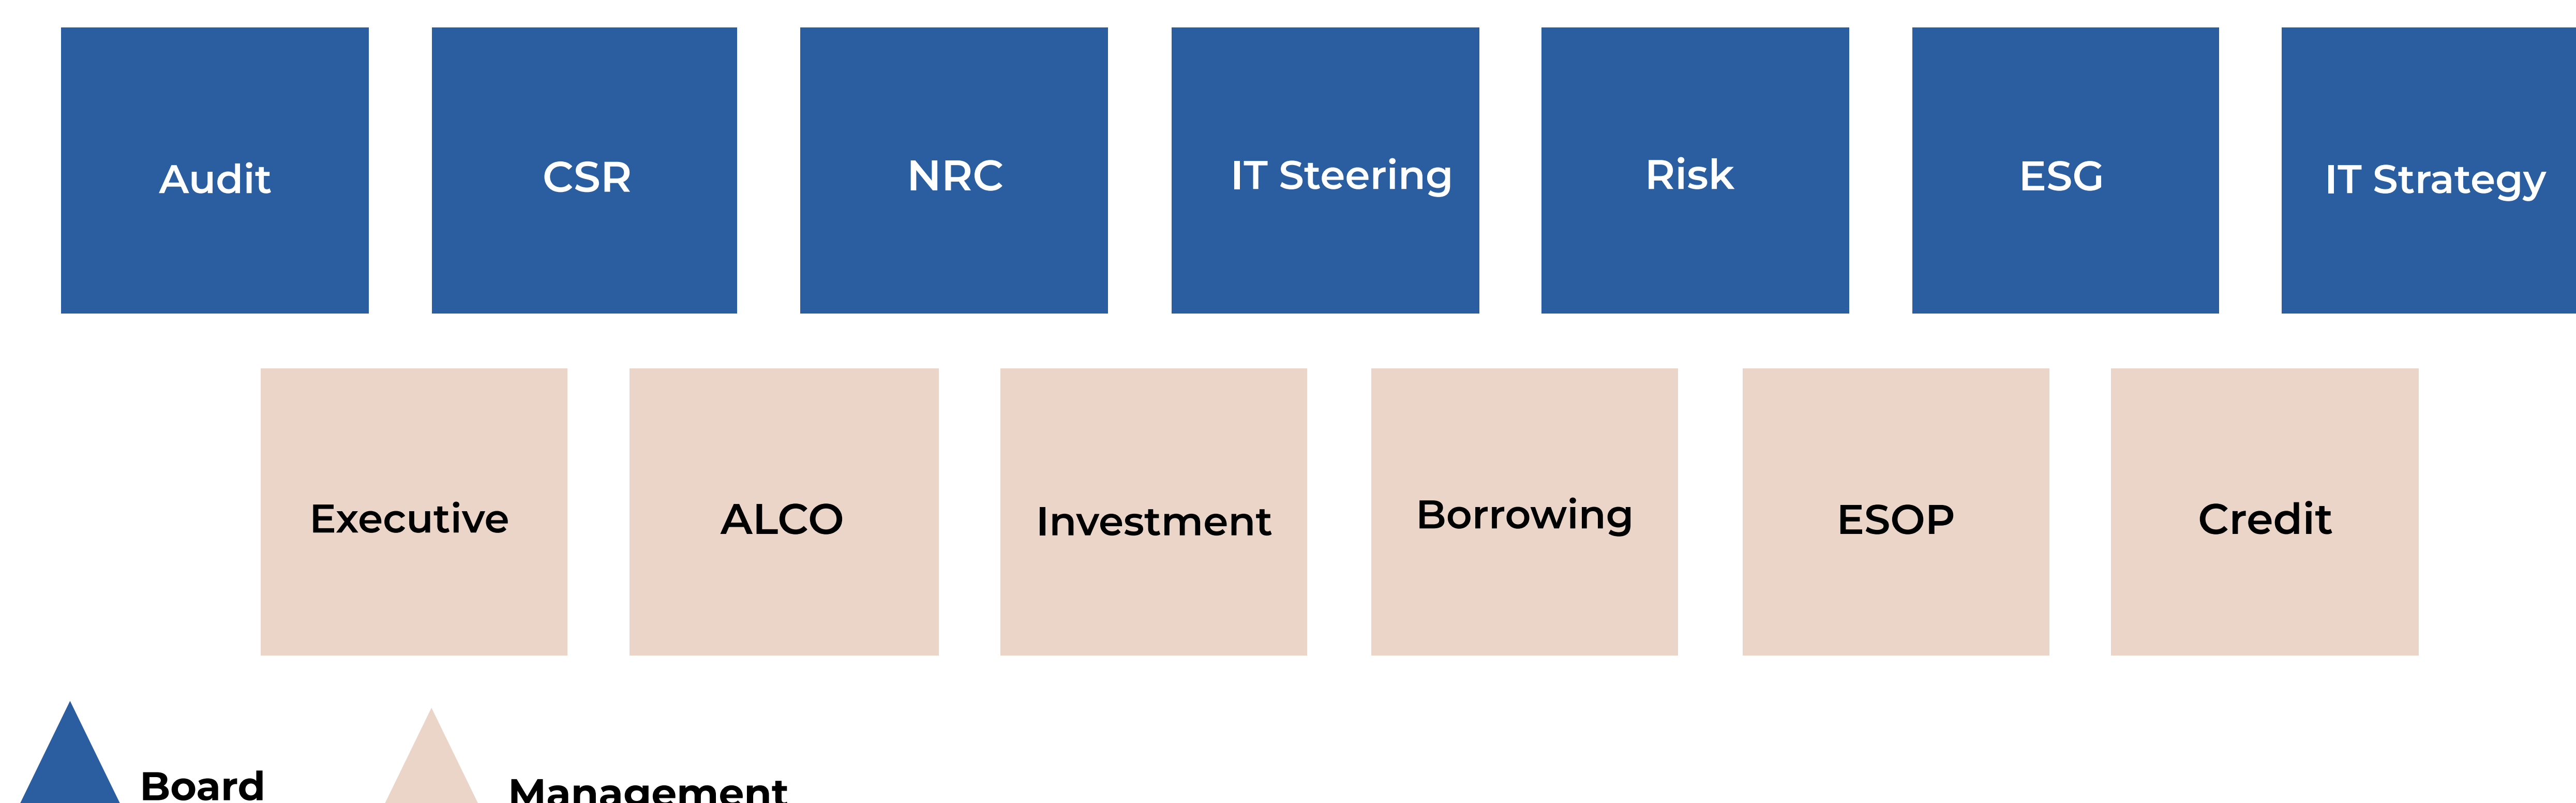 Audit
CSR
NRC
IT Steering
Risk
ESG
IT Strategy
Executive
ALCO
Investment
Borrowing
ESOP
Credit
Board
Management